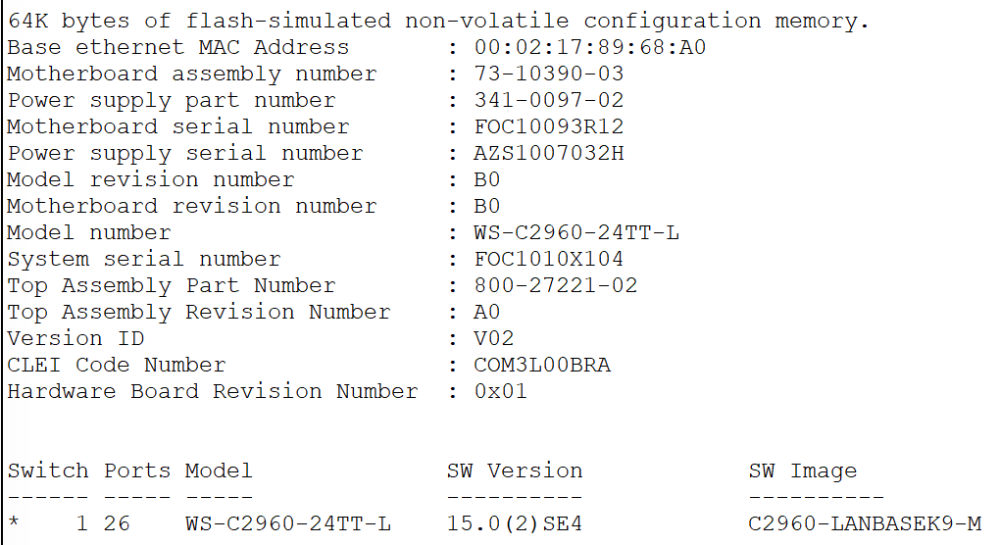 64K bytes of flash-simulated non-volatile configuration memory.
Base ethernet MAC Address : 00:02:17:89:68:A0
Motherboard assembly number : 73-10390-03
Power supply part number : 341-0097-02
Motherboard serial number : FOC10093R12
Power supply serial number : AZS1007032H
Model revision number : B0
Motherboard revision number : B0
Model number : WS-C2960-24TT-L
System serial number : FOC1010X104
Top Assembly Part Number : 800-27221-02
Top Assembly Revision Number : A0
Version ID : V02
CLEI Code Number : COM3L00BRA
Hardware Board Revision Number : 0x01
Switch Ports Model SW Version SW Image
------ ----- ----- ---------- ----------
* 1 26 WS-C2960-24TT-L 15.0(2)SE4 C2960-LANBASEK9-M